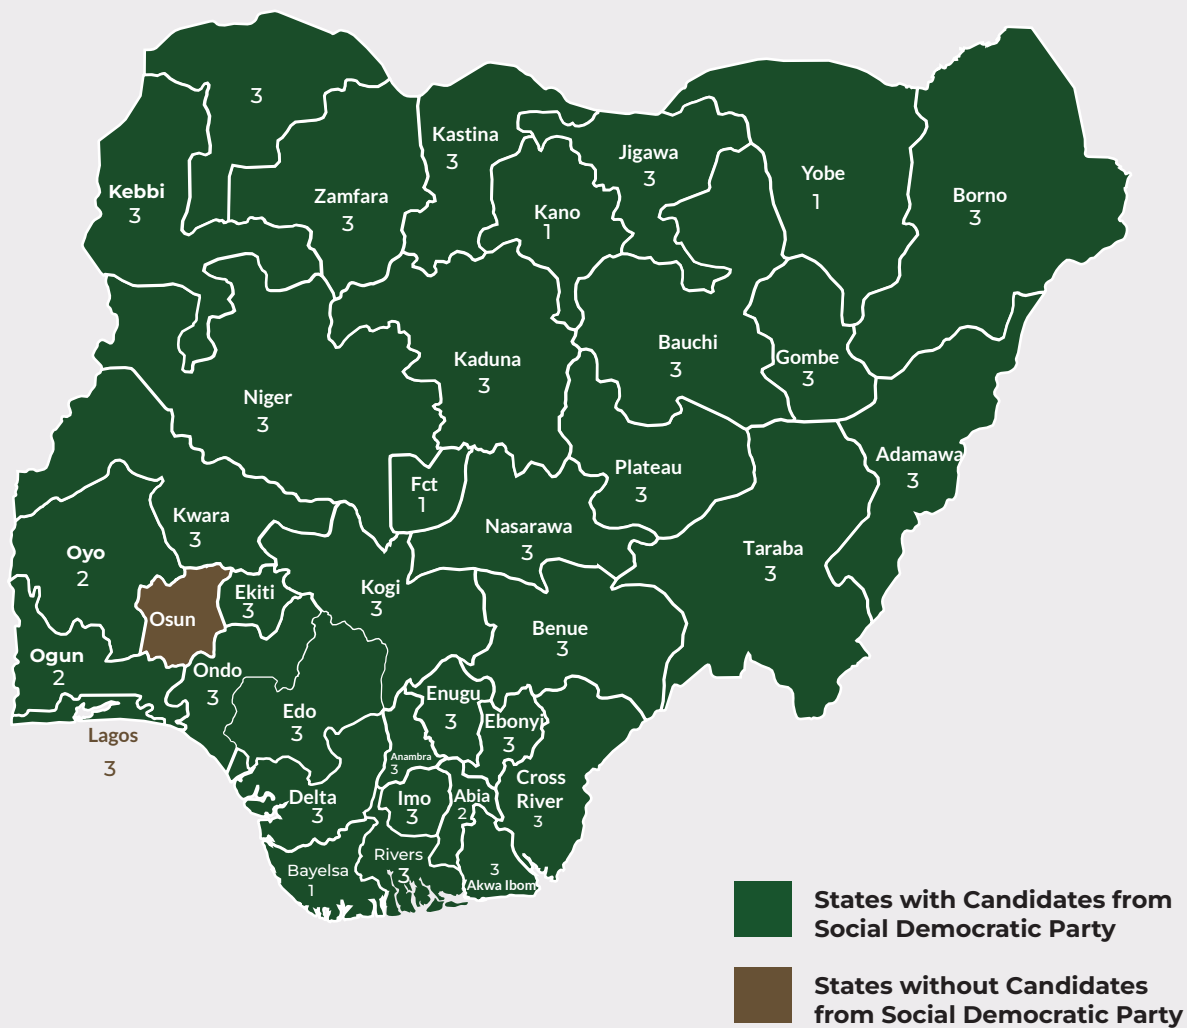 3
Kastina
3
Jigawa
3
Yobe
1
Borno
3
Kebbi
3
Zamfara
3
Kano
1
Bauchi
3
Gombe
3
Kaduna
3
Niger
3
Adamawa
3
Plateau
3
Fct
1
Nasarawa
3
Kwara
3
Taraba
3
Oyo
2
Kogi
3
Ekiti
3
Osun
Benue
3
Ogun
2
Ondo
3
Enugu
3
Edo
3
Ebonyi
3
Lagos
3
Anambra
3
Cross
River
3
Delta
3
Imo
3
Abia
2
Rivers
3
Bayelsa
1
3
Akwa Ibom
States with Candidates from
Social Democratic Party
States without Candidates
from Social Democratic Party